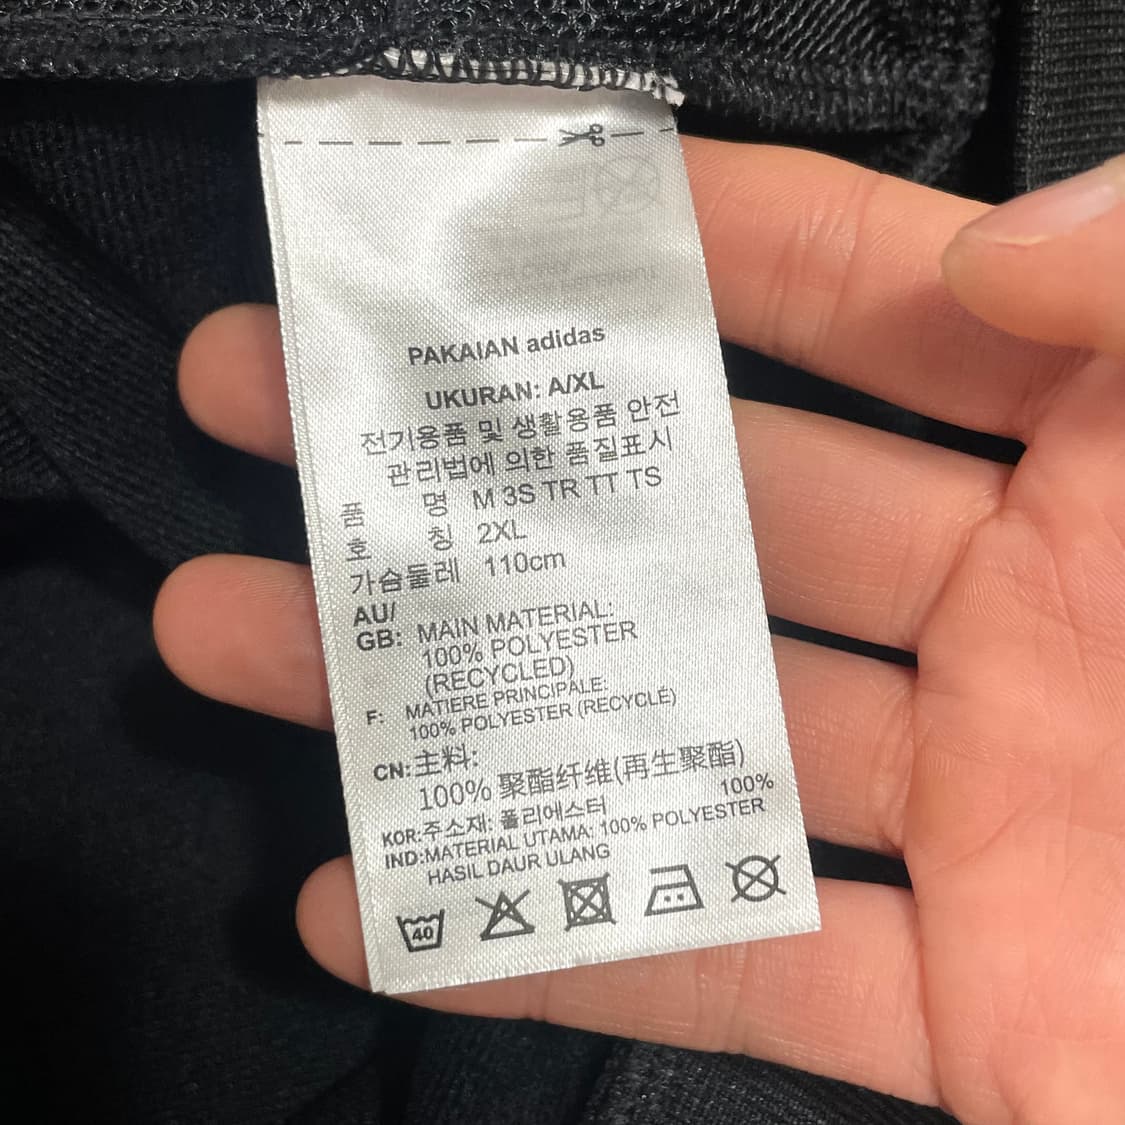 PAKAIAN adidas
UKURAN: A/XL
전기용품 및 생활용품 안전
관리법에 의한 품질표시
품 명 M 3S TR TT TS
호 칭 2XL
가슴둘레 110cm
AU/
GB: MAIN MATERIAL:
100% POLYESTER
(RECYCLED)
F: MATIERE PRINCIPALE:
100% POLYESTER (RECYCLÉ)
CN:主料:
100% 聚酯纤维(再生聚酯)
KOR:주소재: 폴리에스터 100%
IND:MATERIAL UTAMA: 100% POLYESTER
HASIL DAUR ULANG
40